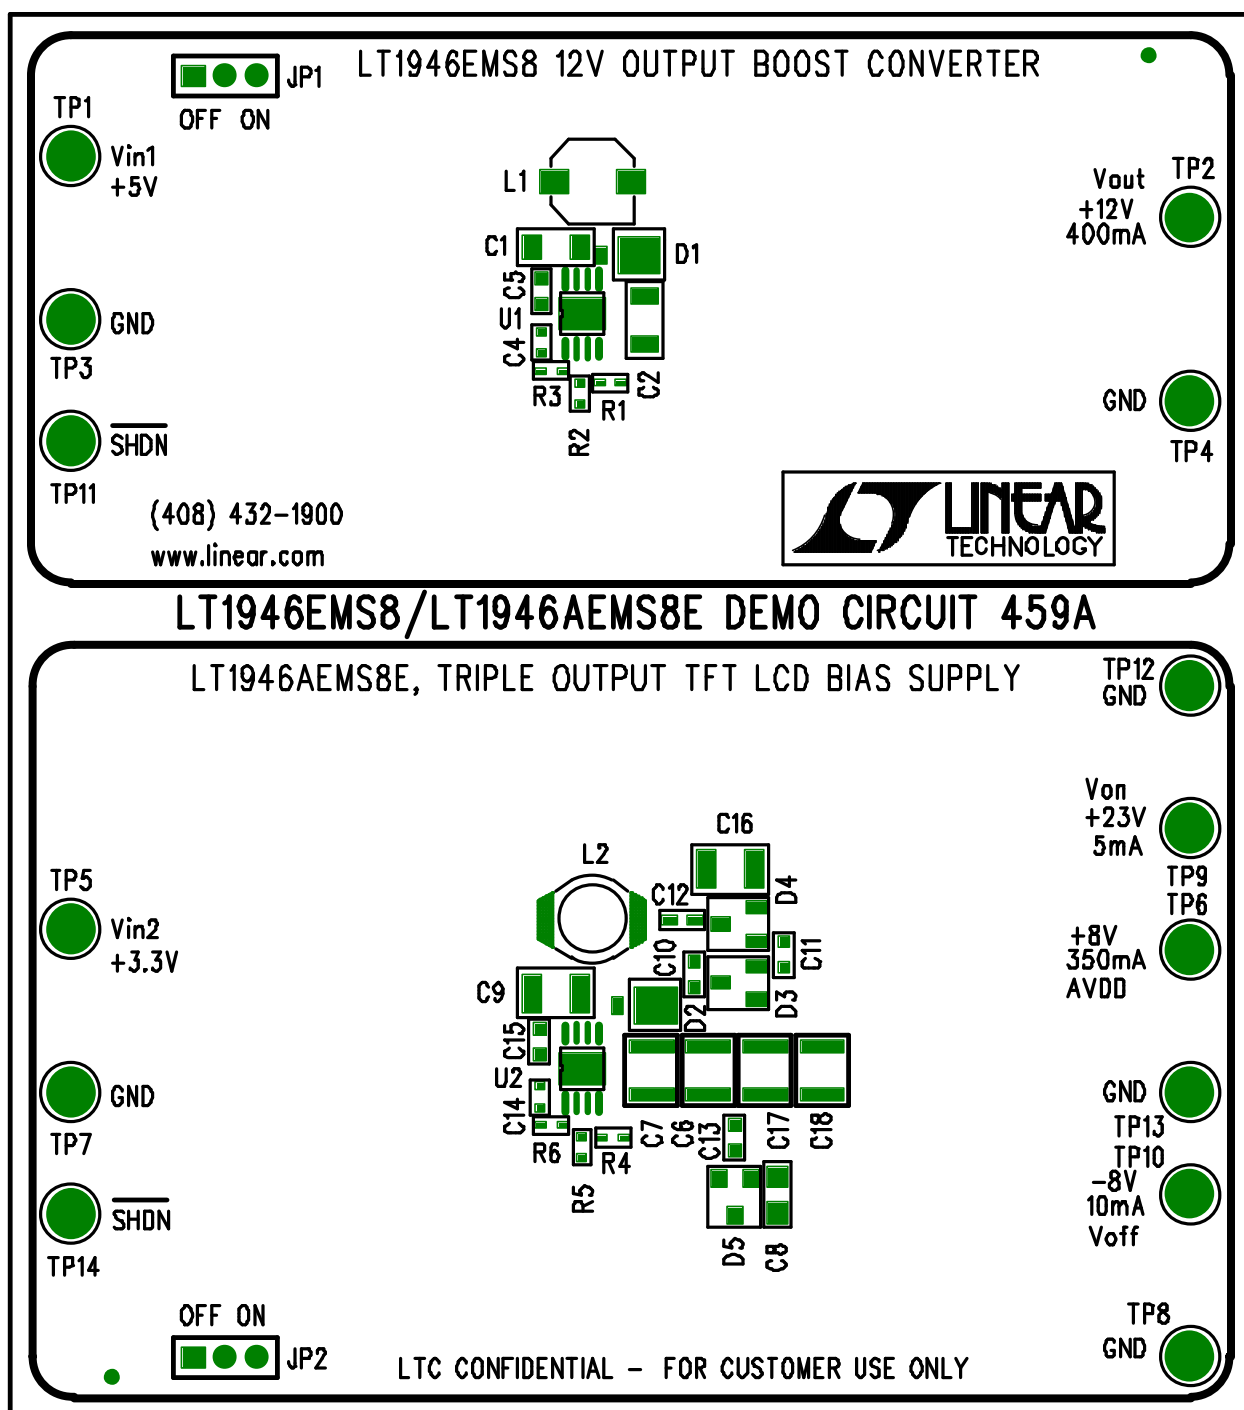 LT1946EMS8 12V OUTPUT BOOST CONVERTER
JP1
OFF ON
TP1
Vin1
+5V
L1
Vout
TP2
+12V
400mA
C1
D1
C5
U1
GND
TP3
C4
C2
R3
R1
R2
GND
TP4
SHDN
TP11
(408) 432-1900
www.linear.com
LINEAR
TECHNOLOGY
LT1946EMS8/LT1946AEMS8E DEMO CIRCUIT 459A
LT1946AEMS8E, TRIPLE OUTPUT TFT LCD BIAS SUPPLY
TP12
GND
Von
+23V
5mA
TP9
C16
L2
D4
C12
TP5
Vin2
+3.3V
TP6
+8V
350mA
AVDD
C10
C11
C9
D2
D3
C15
U2
C14
GND
TP7
R6
R5
R4
C7
C6
C13
C17
C18
GND
TP13
TP10
-8V
10mA
Voff
SHDN
TP14
D5
C8
OFF ON
JP2
LTC CONFIDENTIAL - FOR CUSTOMER USE ONLY
TP8
GND